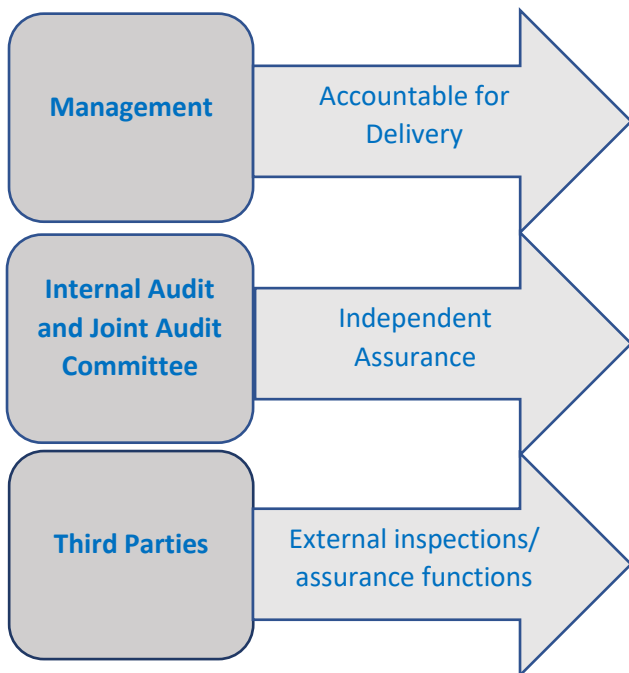 Management
Accountable for
Delivery
Internal Audit
and Joint Audit
Committee
Independent
Assurance
Third Parties
External inspections/
assurance functions